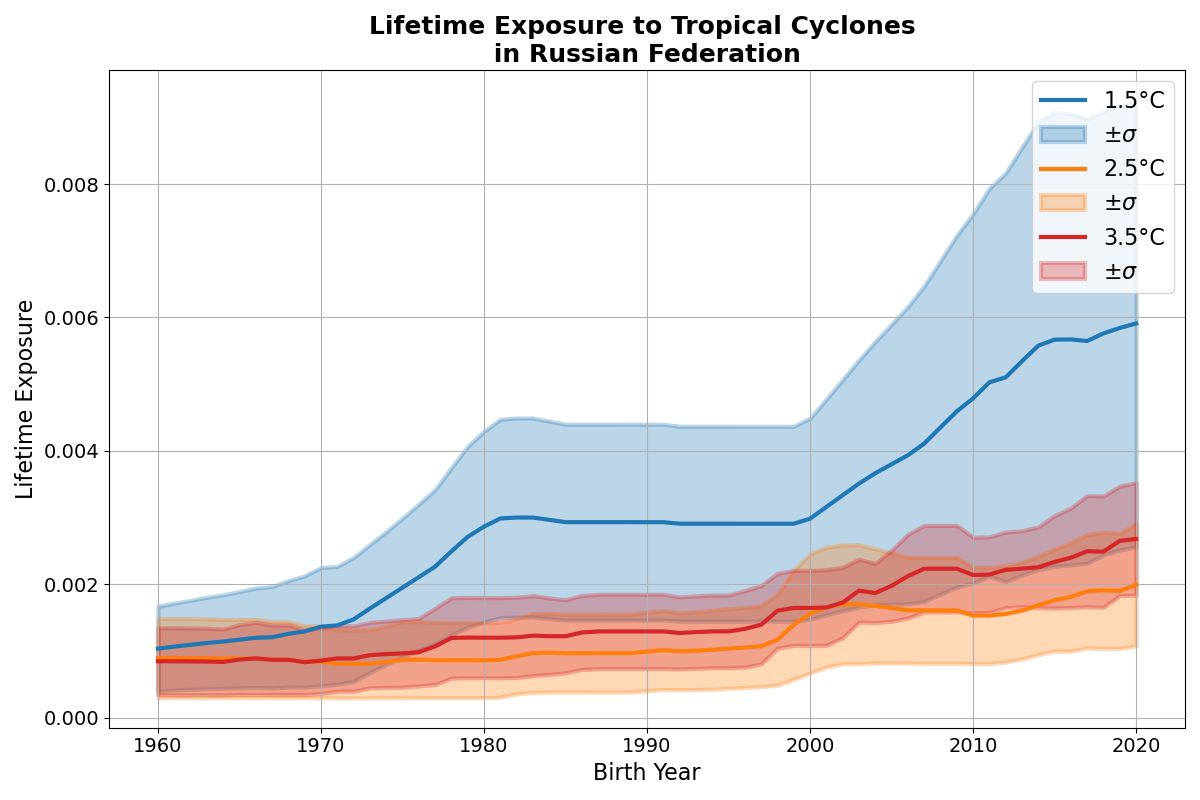 Lifetime Exposure to Tropical Cyclones
in Russian Federation
1.5°C
±σ
2.5°C
±σ
3.5°C
±σ
Lifetime Exposure
0.008
0.006
0.004
0.002
0.000
1960 1970 1980 1990 2000 2010 2020
Birth Year